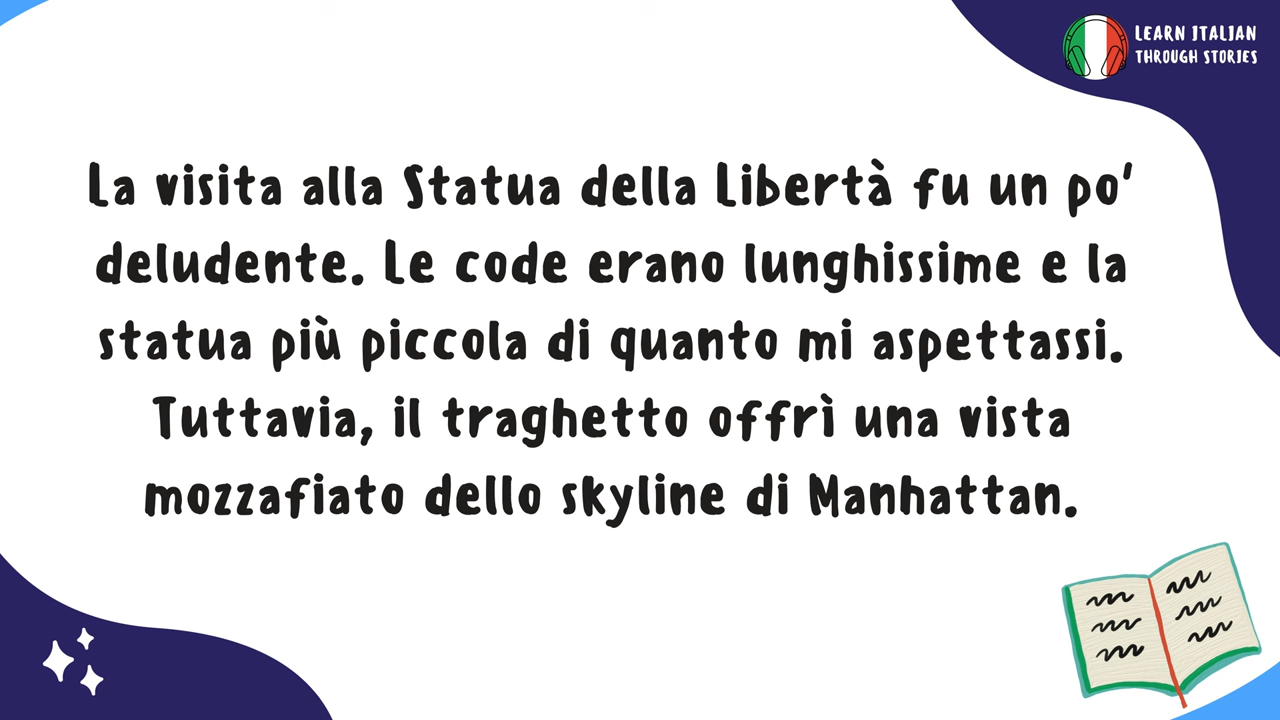 LEARN ITALIAN
THROUGH STORIES
La visita alla Statua della Libertà fu un po'
deludente. Le code erano lunghissime e la
statua più piccola di quanto mi aspettassi.
Tuttavia, il traghetto offrì una vista
mozzafiato dello skyline di Manhattan.